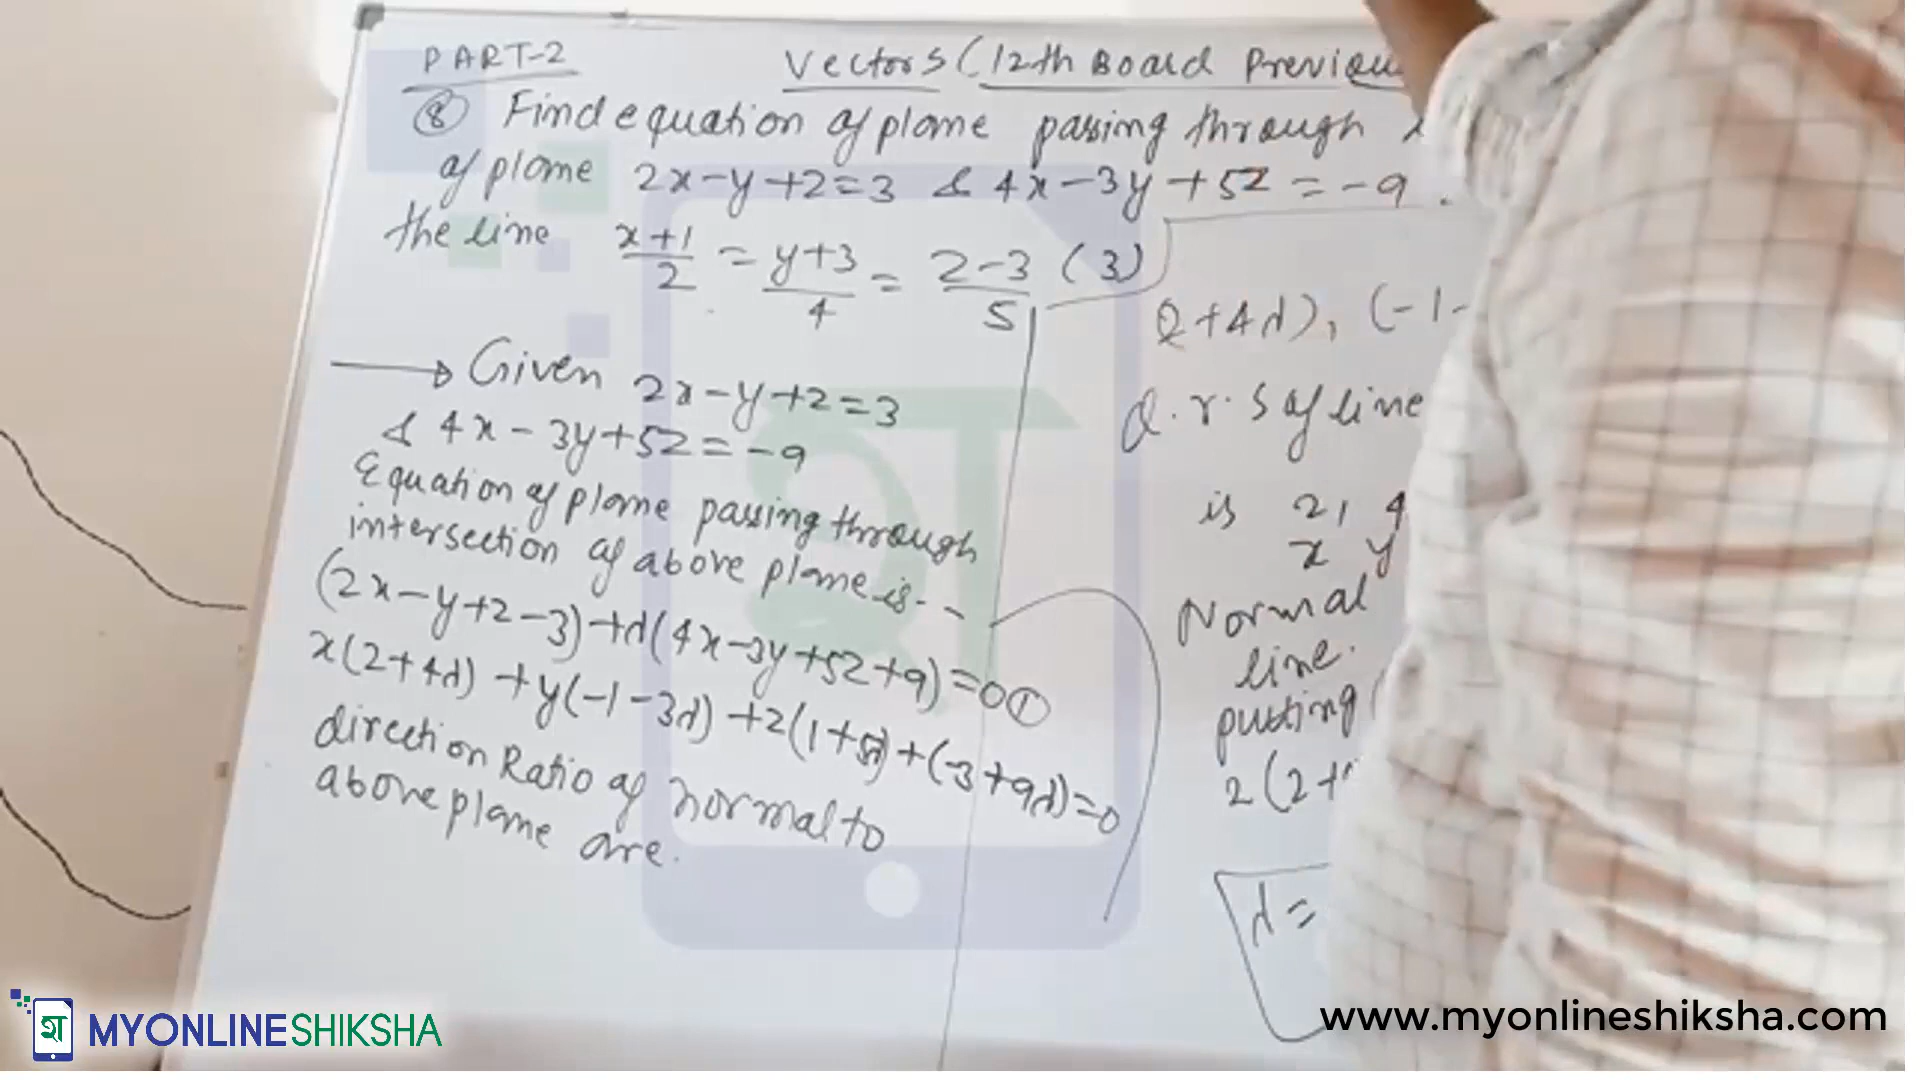 PART-2
Vectors (12th Board Previou
⑧ Find equation of plane passing through
of plane 2x-y+z=3 & 4x-3y+5z=-9.
the line x+1/2 = y+3/4 = z-3/5 (3)
→ Given 2x-y+z=3
& 4x-3y+5z=-9
Equation of plane passing through
intersection of above plane is--
(2x-y+z-3)+λ(4x-3y+5z+9)=0①
x(2+4λ)+y(-1-3λ)+z(1+5λ)+(-3+9λ)=0
direction Ratio of normal to
above plane are.
(2+4λ), (-1-
d.r.s of line
is 2, 4
x y
Normal
line.
putting
2(2+
λ=
MYONLINESHIKSHA
www.myonlineshiksha.com